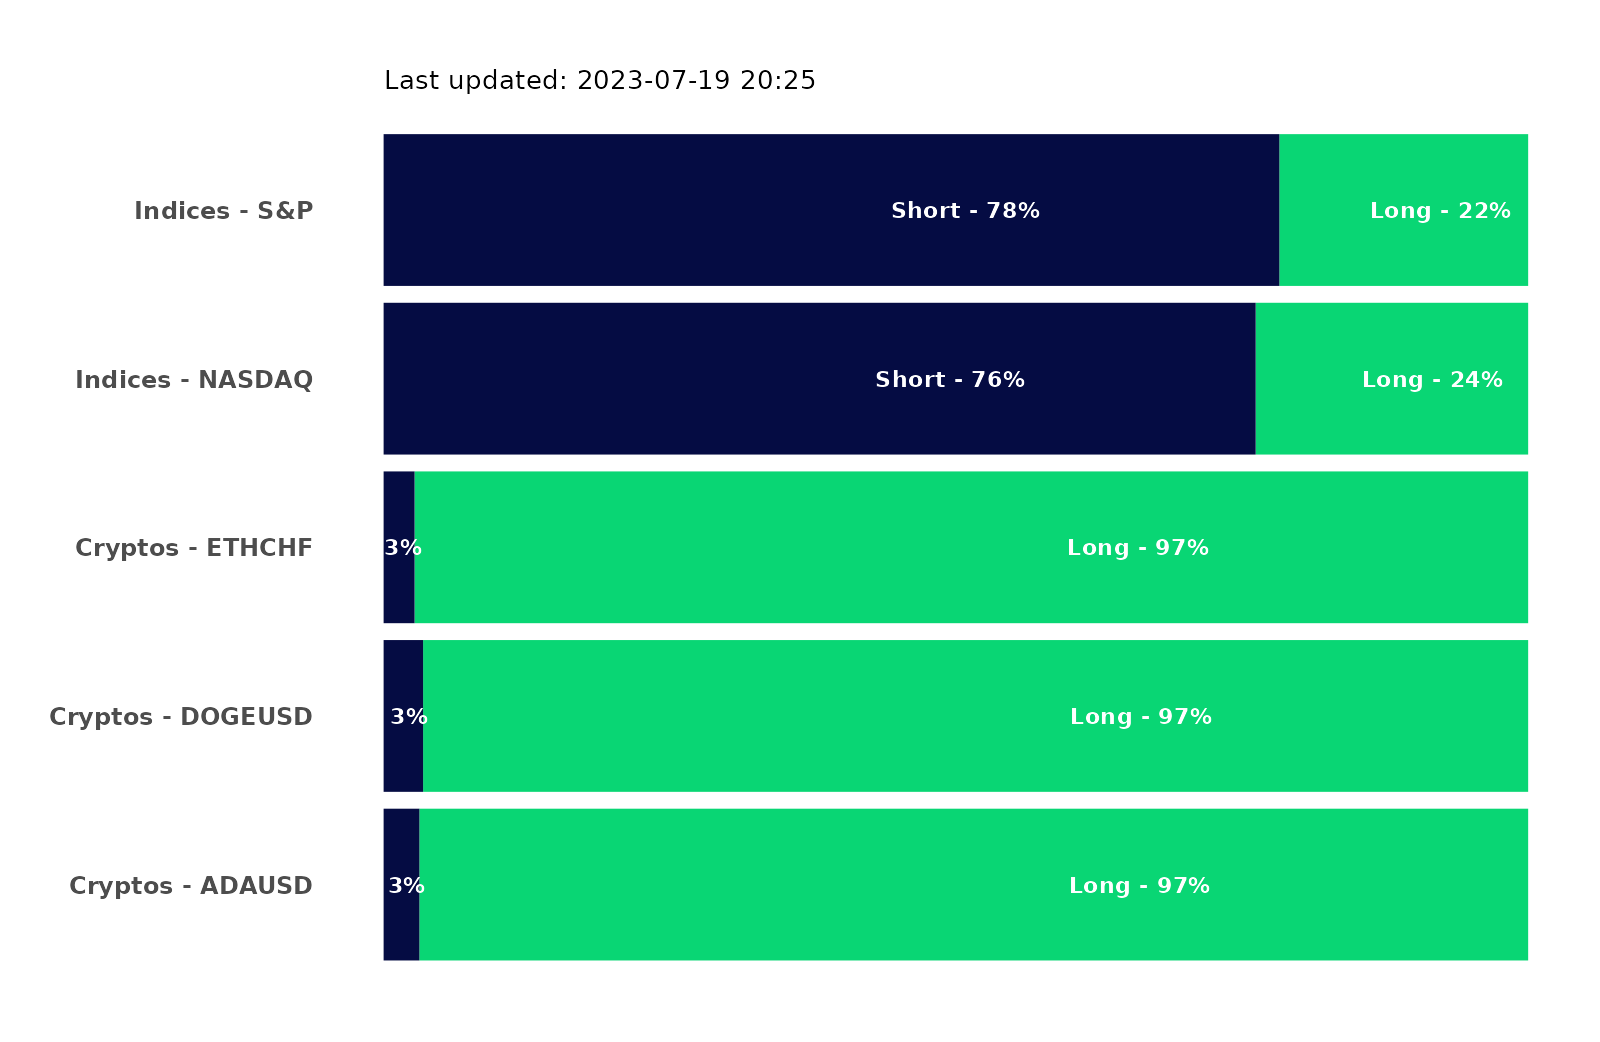 Last updated: 2023-07-19 20:25
Indices - S&P Short - 78% Long - 22%
Indices - NASDAQ Short - 76% Long - 24%
Cryptos - ETHCHF 3% Long - 97%
Cryptos - DOGEUSD 3% Long - 97%
Cryptos - ADAUSD 3% Long - 97%